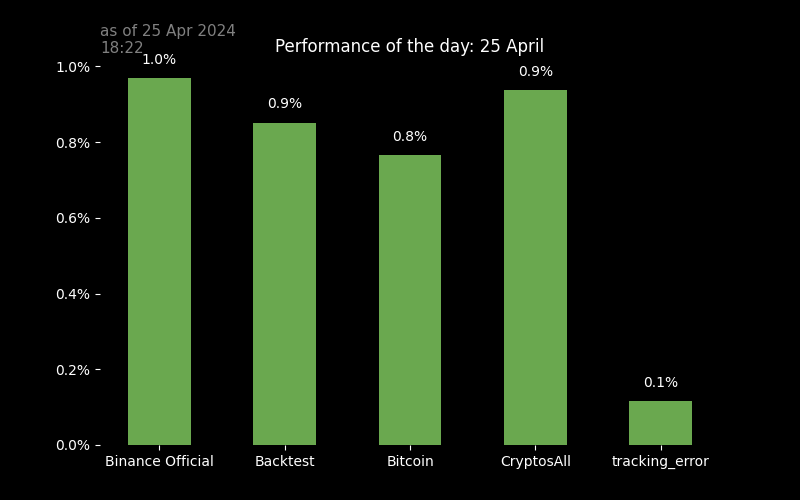 as of 25 Apr 2024
18:22
Performance of the day: 25 April
1.0%
0.8%
0.6%
0.4%
0.2%
0.0%
1.0%
0.9%
0.8%
0.9%
0.1%
Binance Official
Backtest
Bitcoin
CryptosAll
tracking_error